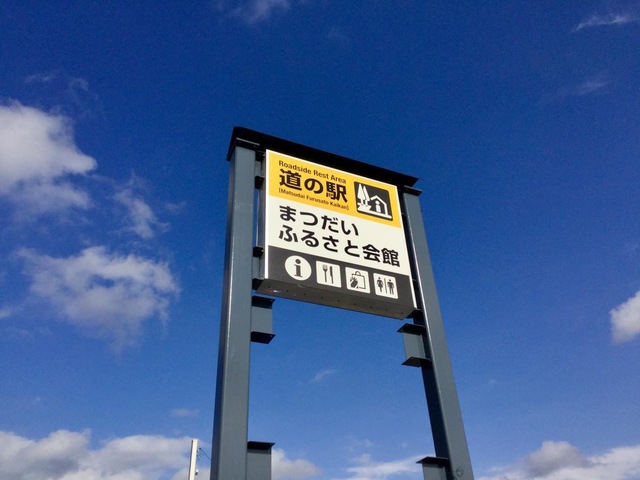 Roadside Rest Area
道の駅
[Matsudai Furusato Kaikan]
まつだい
ふるさと会館
i